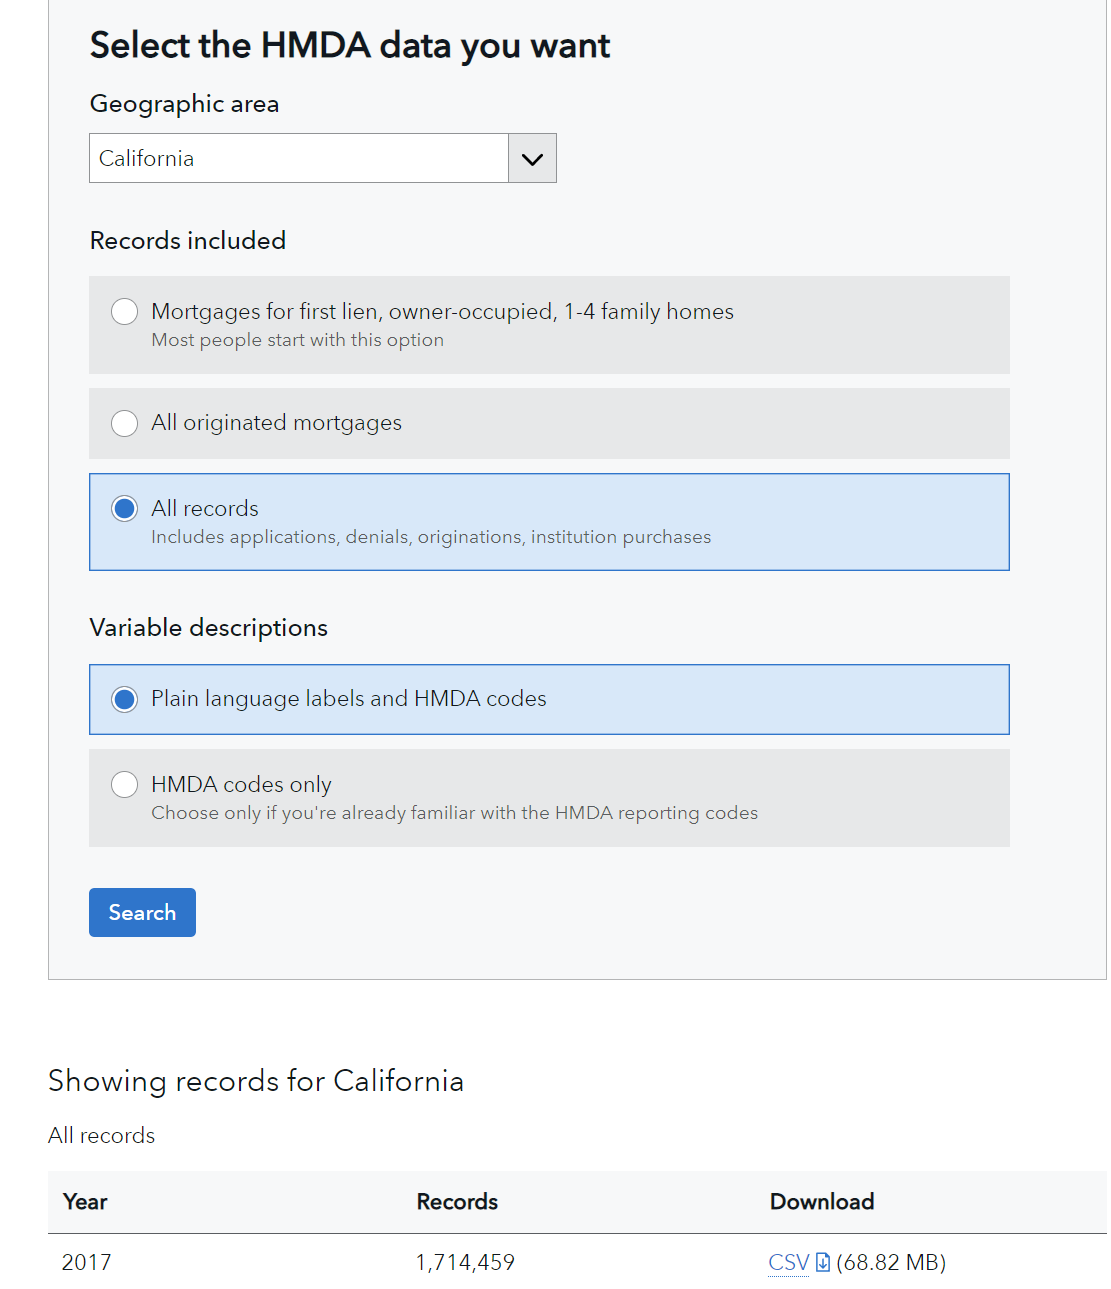 Select the HMDA data you want
Geographic area
California
Records included
Mortgages for first lien, owner-occupied, 1-4 family homes
Most people start with this option
All originated mortgages
All records
Includes applications, denials, originations, institution purchases
Variable descriptions
Plain language labels and HMDA codes
HMDA codes only
Choose only if you're already familiar with the HMDA reporting codes
Search
Showing records for California
All records
Year Records Download
2017 1,714,459 CSV (68.82 MB)